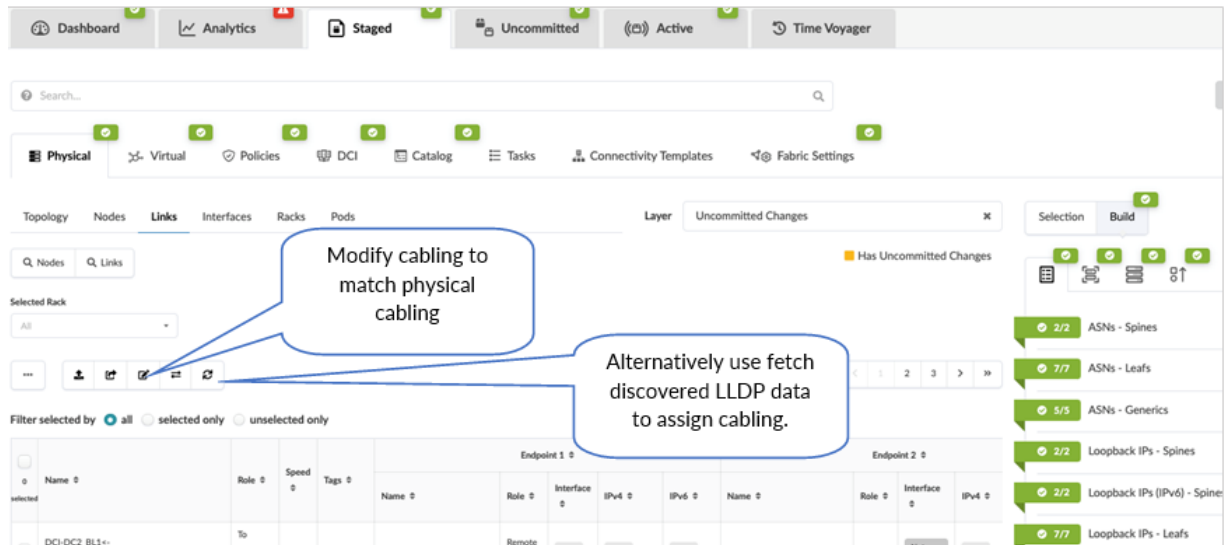 Dashboard Analytics Staged Uncommitted Active Time Voyager
Search...
Physical Virtual Policies DCI Catalog Tasks Connectivity Templates Fabric Settings
Topology Nodes Links Interfaces Racks Pods
Layer Uncommitted Changes
Selection Build
Nodes Links
Has Uncommitted Changes
Modify cabling to
match physical
cabling
Selected Rack
All
Alternatively use fetch
discovered LLDP data
to assign cabling.
1 2 3
Filter selected by all selected only unselected only
Endpoint 1 Endpoint 2
0
selected
Name Role Speed Tags Name Role Interface IPv4 IPv6 Name Role Interface IPv4
DCI-DC2_BL1<-
To
Remote
2/2 ASNs - Spines
7/7 ASNs - Leafs
5/5 ASNs - Generics
2/2 Loopback IPs - Spines
2/2 Loopback IPs (IPv6) - Spine
7/7 Loopback IPs - Leafs